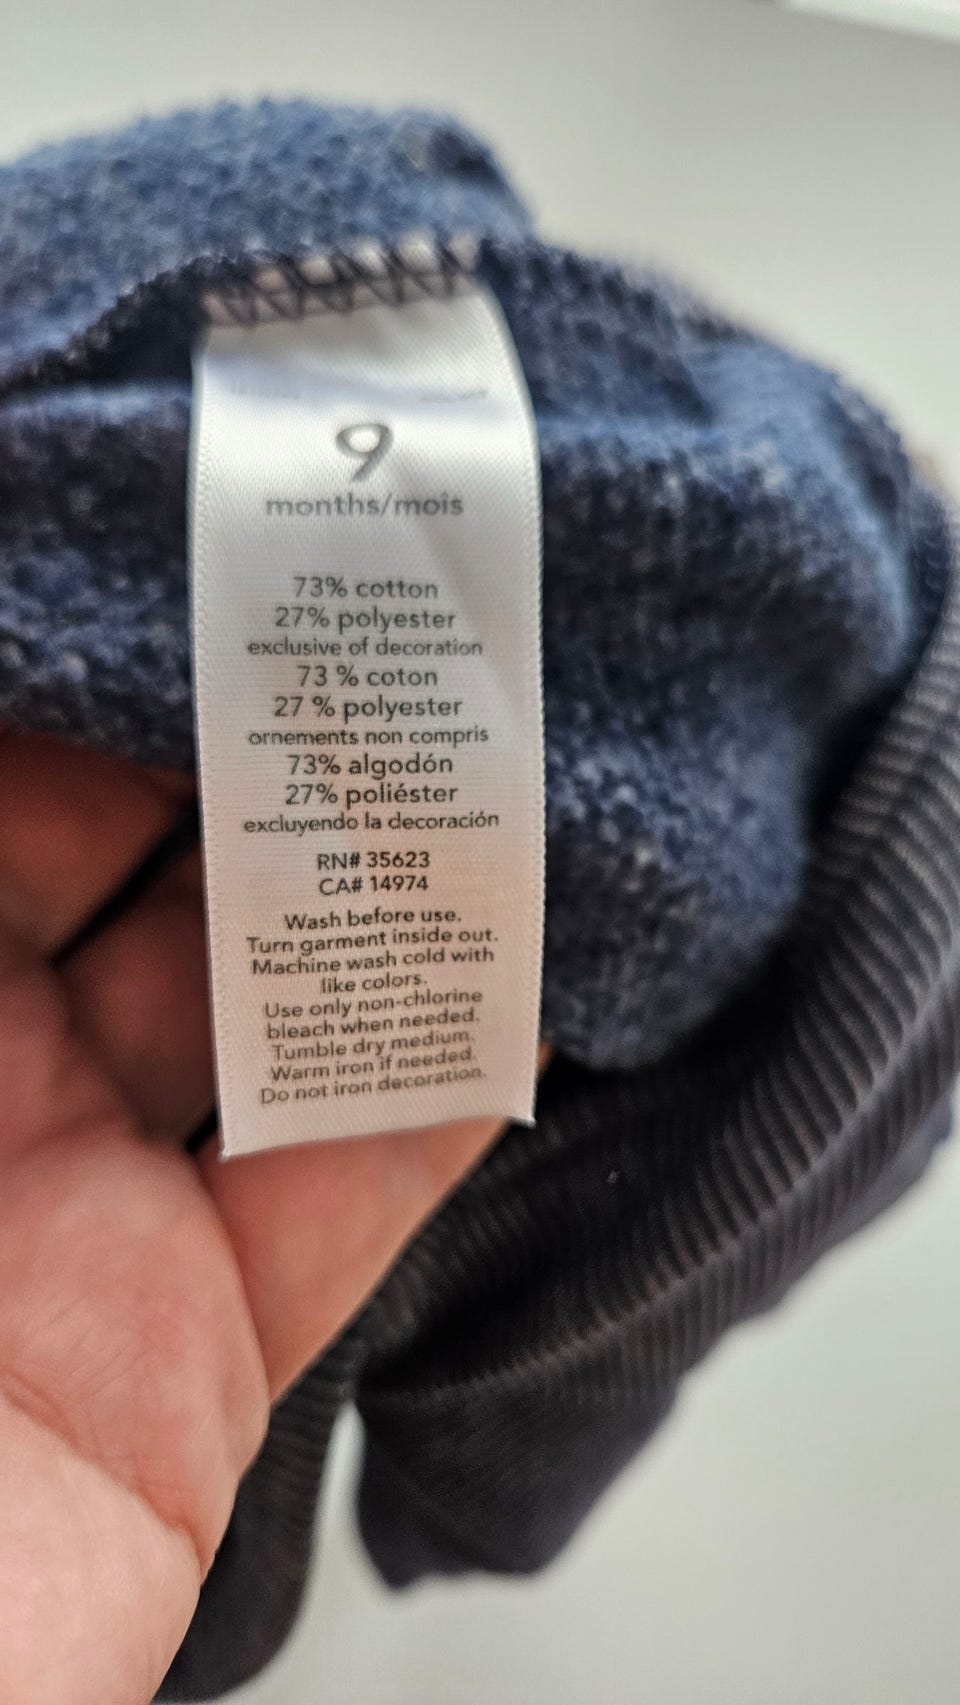 9
months/mois
73% cotton
27% polyester
exclusive of decoration
73 % coton
27 % polyester
ornements non compris
73% algodón
27% poliéster
excluyendo la decoración
RN# 35623
CA# 14974
Wash before use.
Turn garment inside out.
Machine wash cold with
like colors.
Use only non-chlorine
bleach when needed.
Tumble dry medium.
Warm iron if needed.
Do not iron decoration.